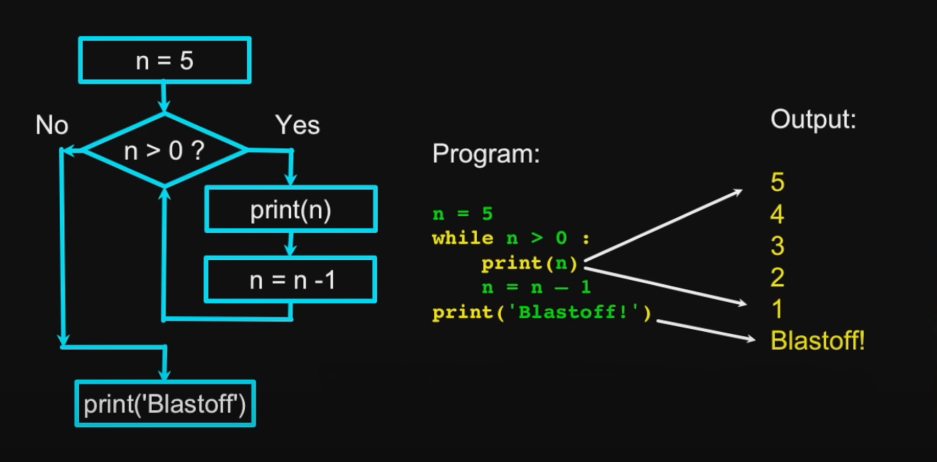 n = 5
No
Yes
n > 0 ?
print(n)
n = n -1
print('Blastoff')
Program:
n = 5
while n > 0 :
    print(n)
    n = n – 1
print('Blastoff!')
Output:
5
4
3
2
1
Blastoff!